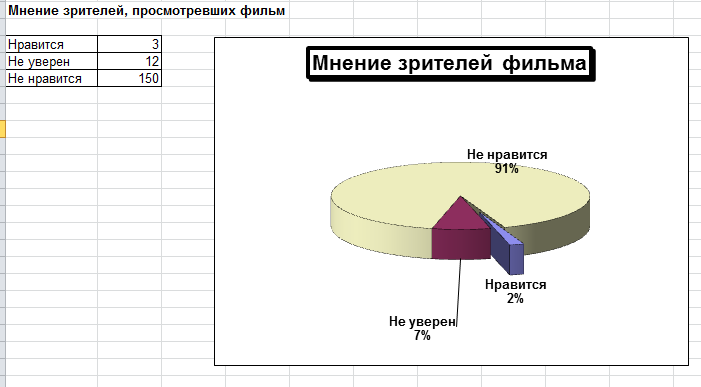 Мнение зрителей, просмотревших фильм
Нравится 3
Не уверен 12
Не нравится 150
Мнение зрителей фильма
Не нравится
91%
Нравится
2%
Не уверен
7%